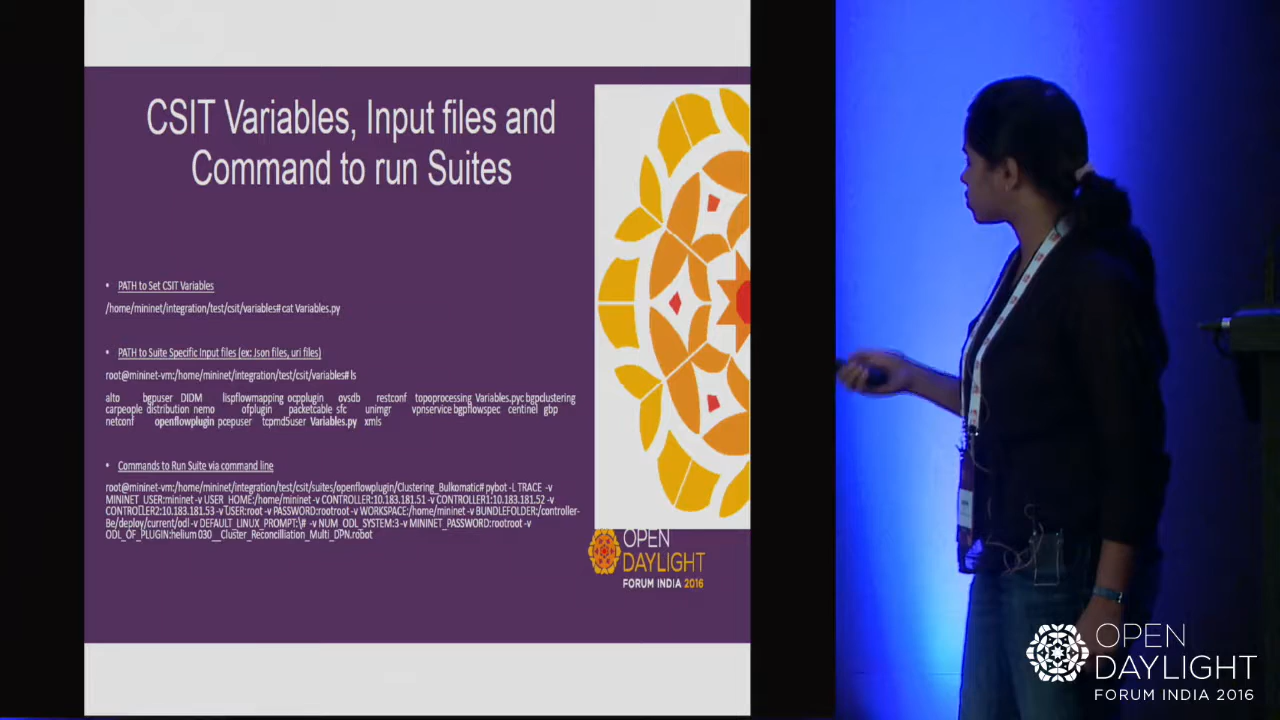 CSIT Variables, Input files and
Command to run Suites
• PATH to Set CSIT Variables
/home/mininet/integration/test/csit/variables# cat Variables.py
• PATH to Suite Specific Input files (ex: Json files, uri files)
root@mininet-vm:/home/mininet/integration/test/csit/variables# ls
alto bgpuser DIDM lispflowmapping ocpplugin ovsdb restconf topoprocessing Variables.pyc bgpclustering
carpeople distribution nemo ofplugin packetcable sfc unimgr vpnservice bgpflowspec centinel gbp
netconf openflowplugin pcepuser tcpmd5user Variables.py xmls
• Commands to Run Suite via command line
root@mininet-vm:/home/mininet/integration/test/csit/suites/openflowplugin/Clustering_Bulkomatic# pybot -L TRACE -v
MININET_USER:mininet -v USER_HOME:/home/mininet -v CONTROLLER:10.183.181.51 -v CONTROLLER1:10.183.181.52 -v
CONTROLLER2:10.183.181.53 -v USER:root -v PASSWORD:rootroot -v WORKSPACE:/home/mininet -v BUNDLEFOLDER:/controller-
Be/deploy/current/odl -v DEFAULT_LINUX_PROMPT:\# -v NUM_ODL_SYSTEM:3 -v MININET_PASSWORD:rootroot -v
ODL_OF_PLUGIN:helium 030__Cluster_Reconcilliation_Multi_DPN.robot
OPEN
DAYLIGHT
FORUM INDIA 2016
OPEN
DAYLIGHT
FORUM INDIA 2016